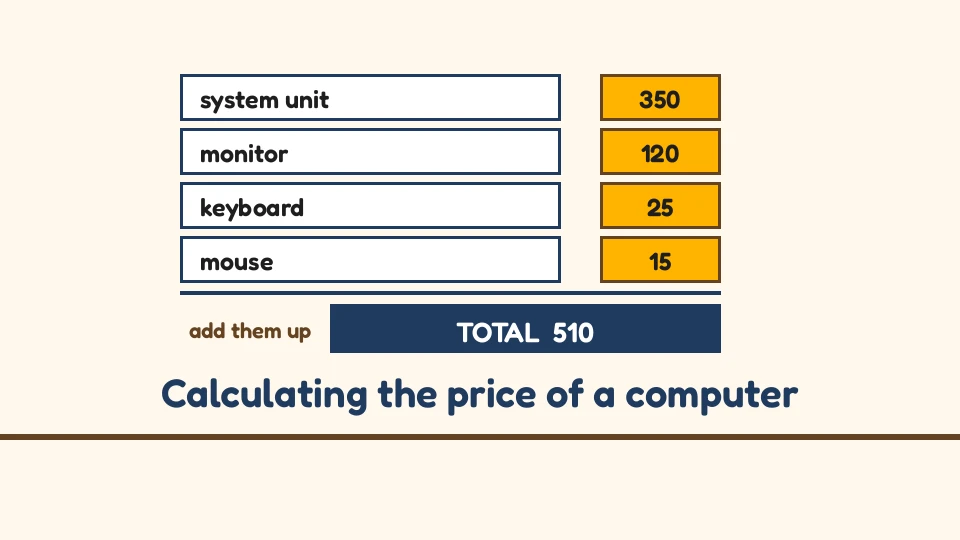 system unit 350
monitor 120
keyboard 25
mouse 15
add them up TOTAL 510
Calculating the price of a computer